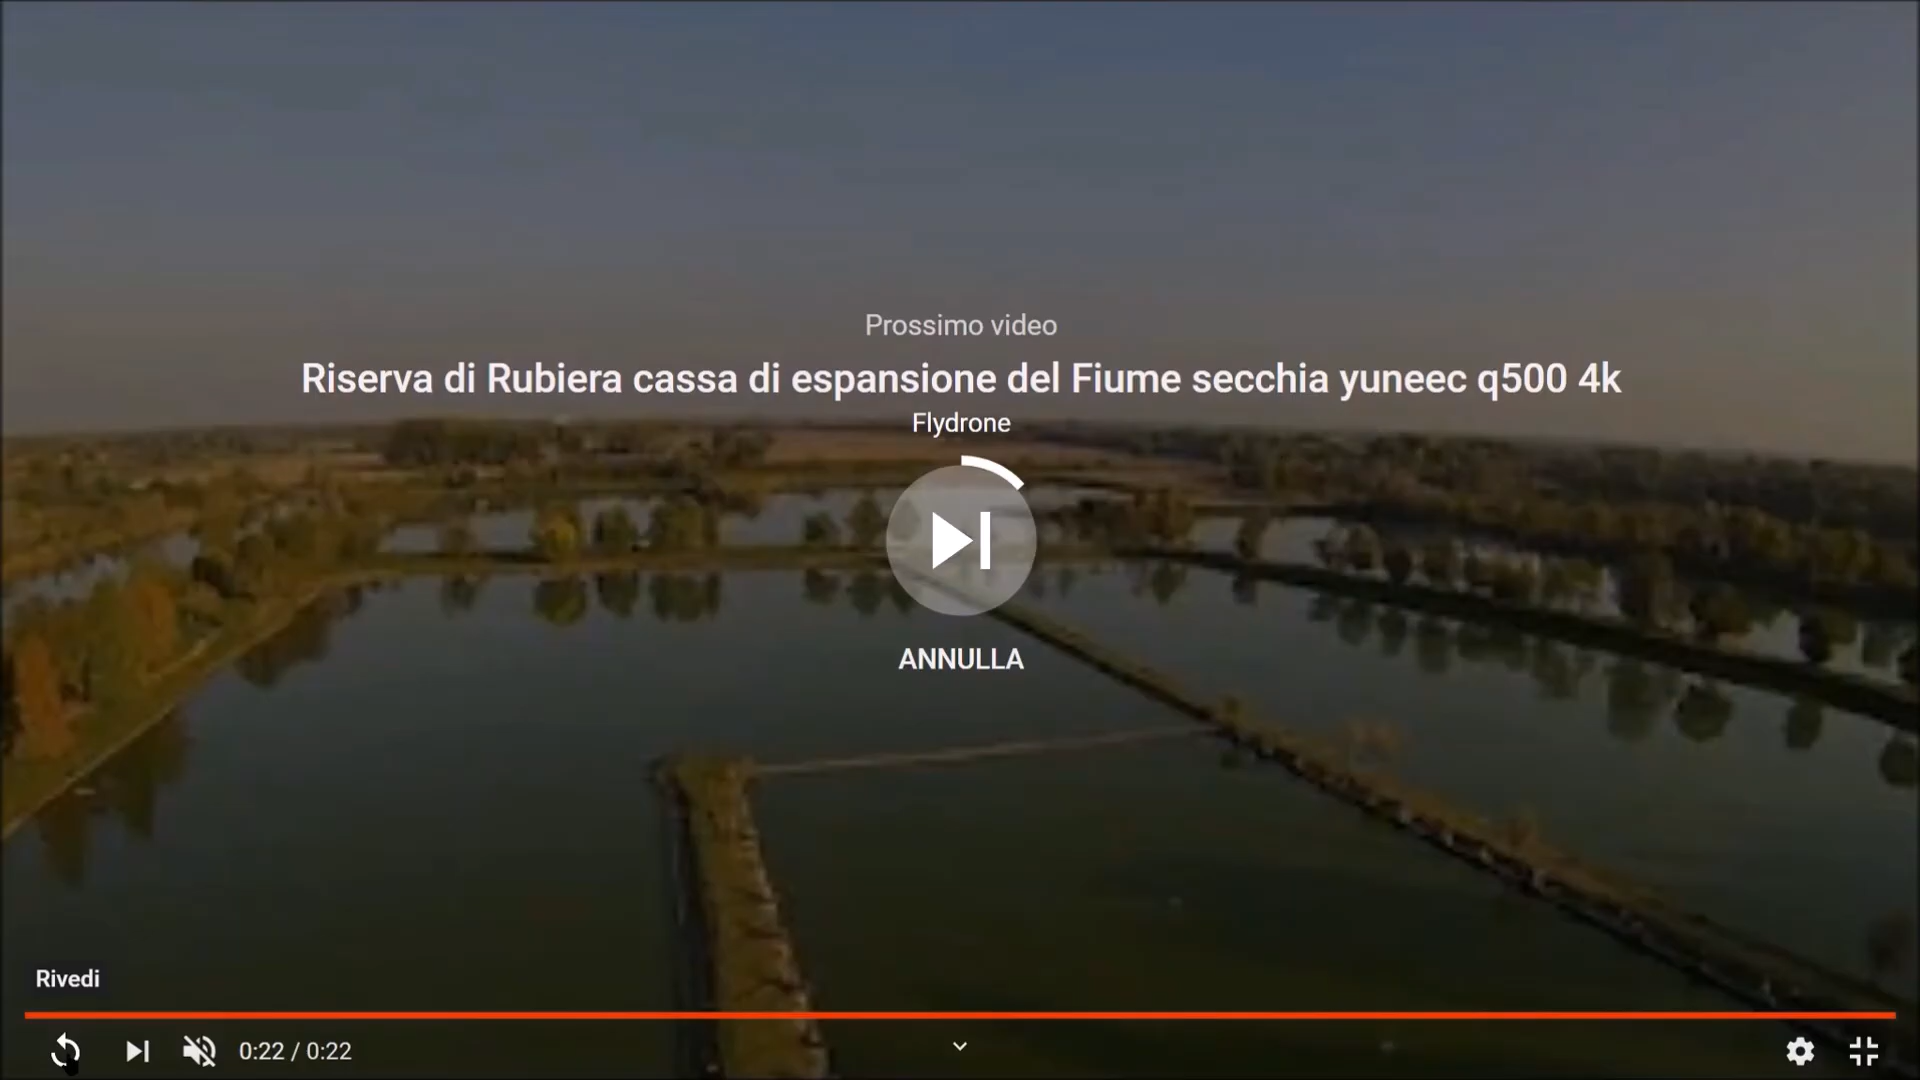 Prossimo video
Riserva di Rubiera cassa di espansione del Fiume secchia yuneec q500 4k
Flydrone
ANNULLA
Rivedi
0:22 / 0:22